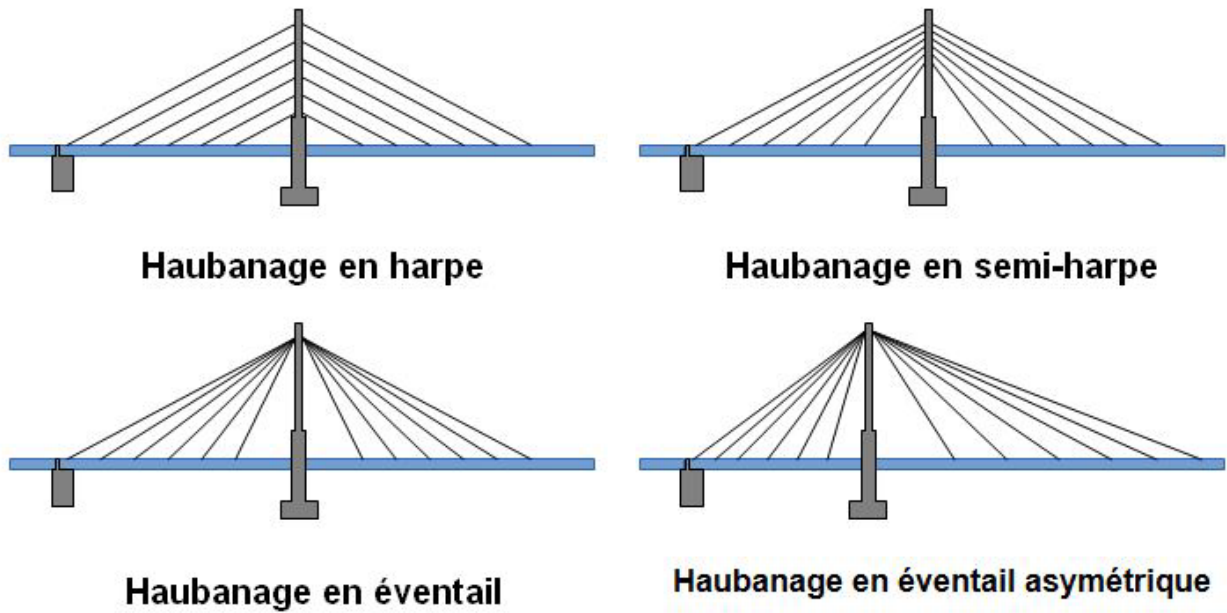 Haubanage en harpe
Haubanage en semi-harpe
Haubanage en éventail
Haubanage en éventail asymétrique